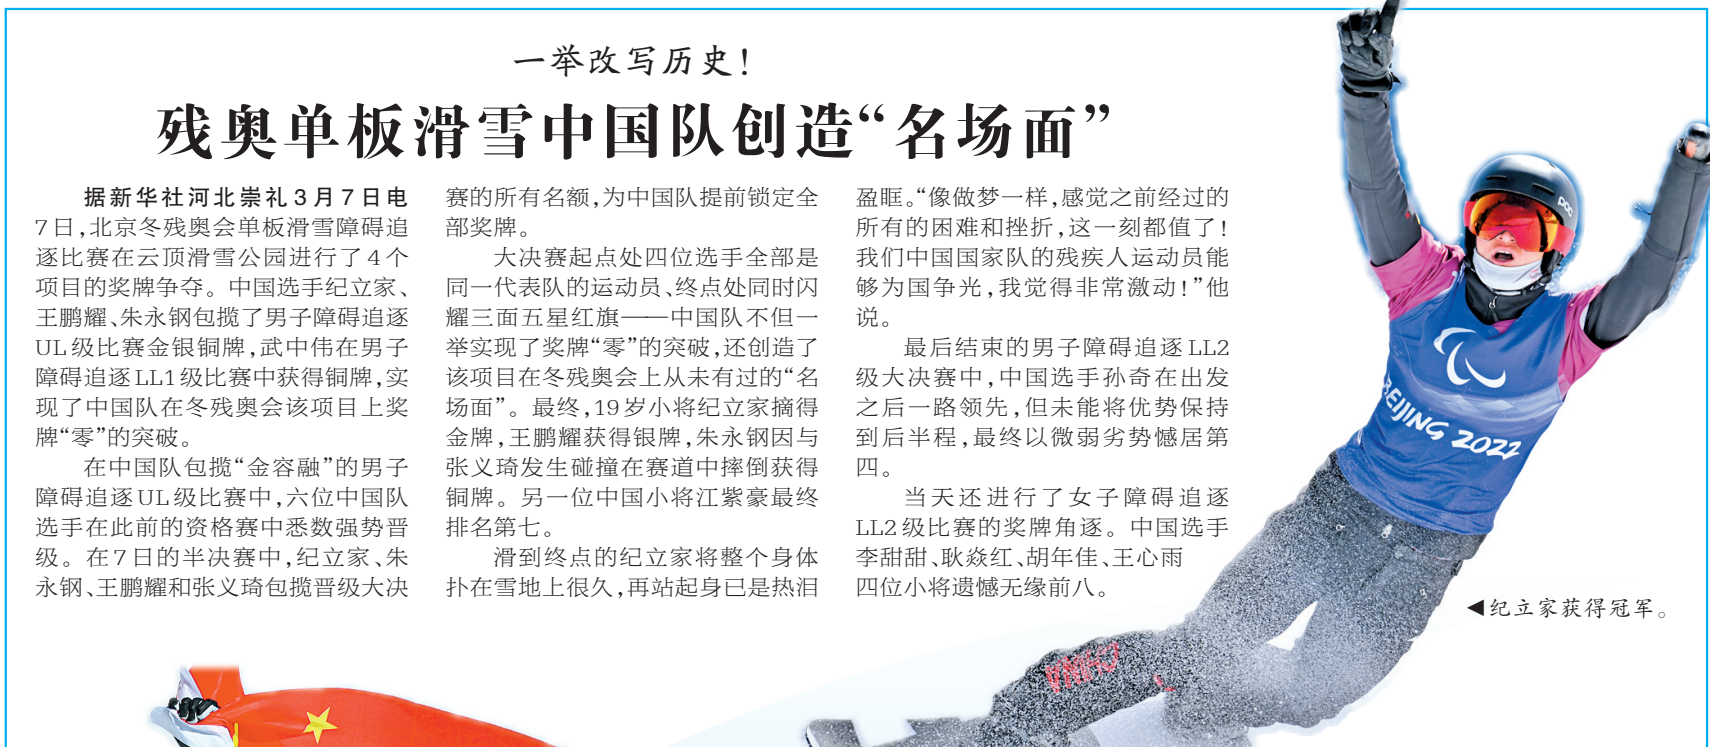 一举改写历史！
残奥单板滑雪中国队创造“名场面”
据新华社河北崇礼3月7日电
7日，北京冬残奥会单板滑雪障碍追
逐比赛在云顶滑雪公园进行了4个
项目的奖牌争夺。中国选手纪立家、
王鹏耀、朱永钢包揽了男子障碍追逐
UL级比赛金银铜牌，武中伟在男子
障碍追逐LL1级比赛中获得铜牌，实
现了中国队在冬残奥会该项目上奖
牌“零”的突破。
在中国队包揽“金容融”的男子
障碍追逐UL级比赛中，六位中国队
选手在此前的资格赛中悉数强势晋
级。在7日的半决赛中，纪立家、朱
永钢、王鹏耀和张义琦包揽晋级大决
赛的所有名额，为中国队提前锁定全
部奖牌。
大决赛起点处四位选手全部是
同一代表队的运动员、终点处同时闪
耀三面五星红旗——中国队不但一
举实现了奖牌“零”的突破，还创造了
该项目在冬残奥会上从未有过的“名
场面”。最终，19岁小将纪立家摘得
金牌，王鹏耀获得银牌，朱永钢因与
张义琦发生碰撞在赛道中摔倒获得
铜牌。另一位中国小将江紫豪最终
排名第七。
滑到终点的纪立家将整个身体
扑在雪地上很久，再站起身已是热泪
盈眶。“像做梦一样，感觉之前经过的
所有的困难和挫折，这一刻都值了！
我们中国国家队的残疾人运动员能
够为国争光，我觉得非常激动！”他
说。
最后结束的男子障碍追逐LL2
级大决赛中，中国选手孙奇在出发
之后一路领先，但未能将优势保持
到后半程，最终以微弱劣势憾居第
四。
当天还进行了女子障碍追逐
LL2级比赛的奖牌角逐。中国选手
李甜甜、耿焱红、胡年佳、王心雨
四位小将遗憾无缘前八。
POC
BEIJING 2022
CHINA
◀纪立家获得冠军。